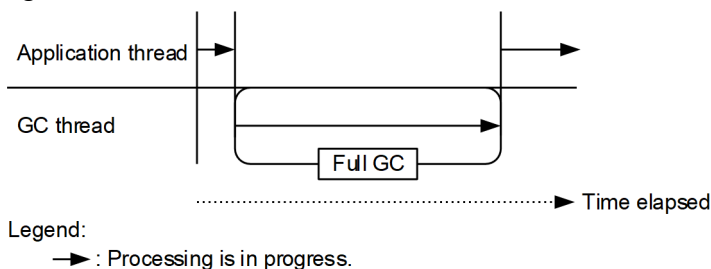 Application thread
GC thread
Full GC
Time elapsed
Legend:
: Processing is in progress.